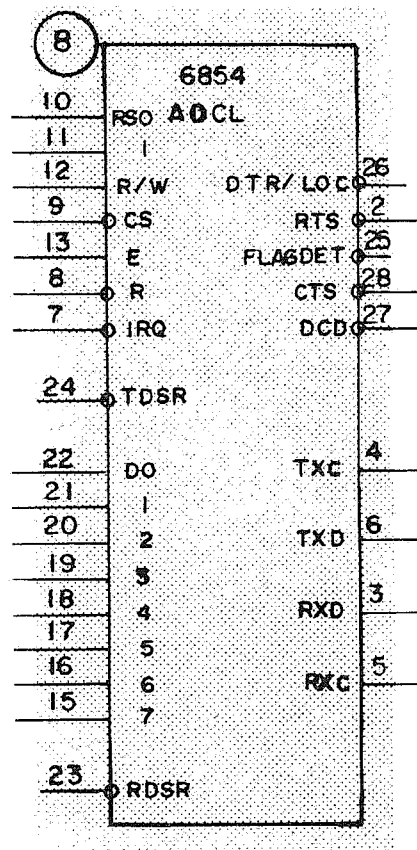 8
6854
ADCL
10 RSO
11 1
12 R/W
DTR/LOC 26
9 CS
RTS 2
13 E
FLAGDET 25
8 R
CTS 28
7 IRQ
DCD 27
24 TDSR
22 DO
TXC 4
21 1
20 2
TXD 6
19 3
18 4
RXD 3
17 5
16 6
RXC 5
15 7
23 RDSR